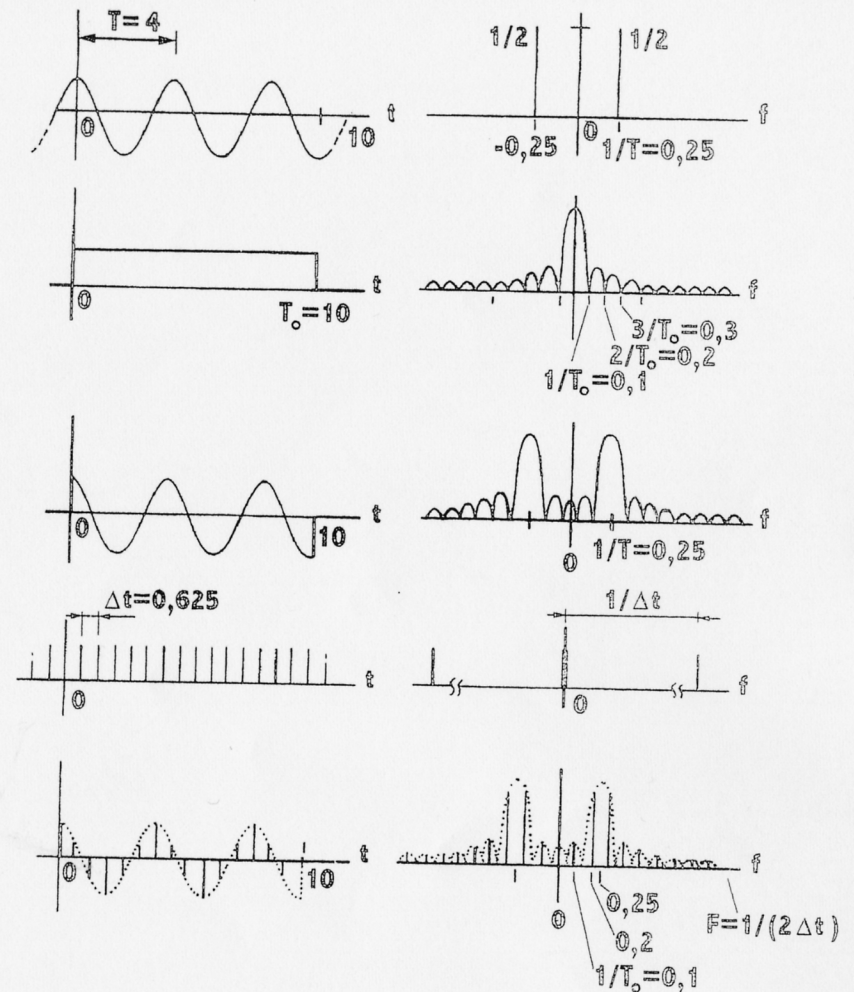 T=4
0
t
10
1/2
1/2
f
-0,25
0
1/T=0,25
0
T₀=10
t
f
3/T₀=0,3
2/T₀=0,2
1/T₀=0,1
0
t
10
f
0
1/T=0,25
Δt=0,625
0
t
1/Δt
0
f
0
t
10
f
0
0,25
0,2
1/T₀=0,1
F=1/(2Δt)